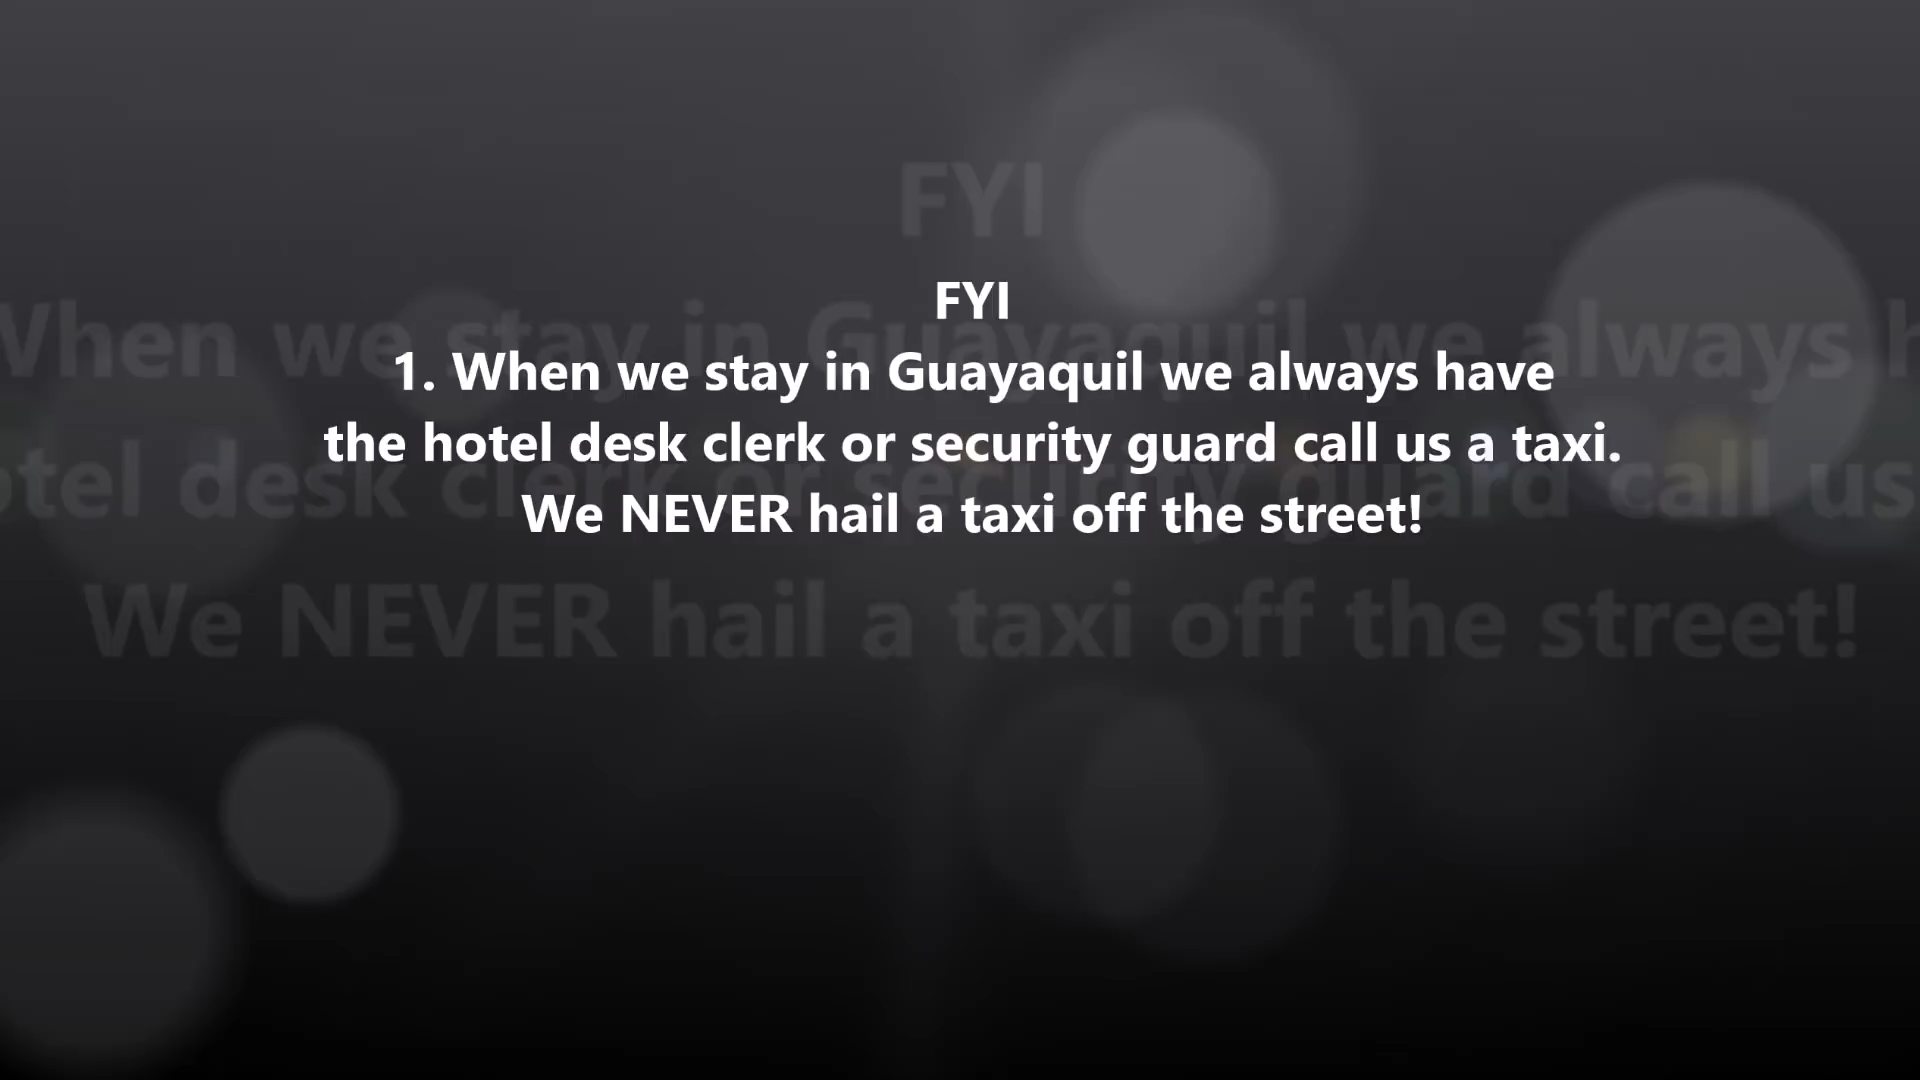 FYI
1. When we stay in Guayaquil we always have
the hotel desk clerk or security guard call us a taxi.
We NEVER hail a taxi off the street!